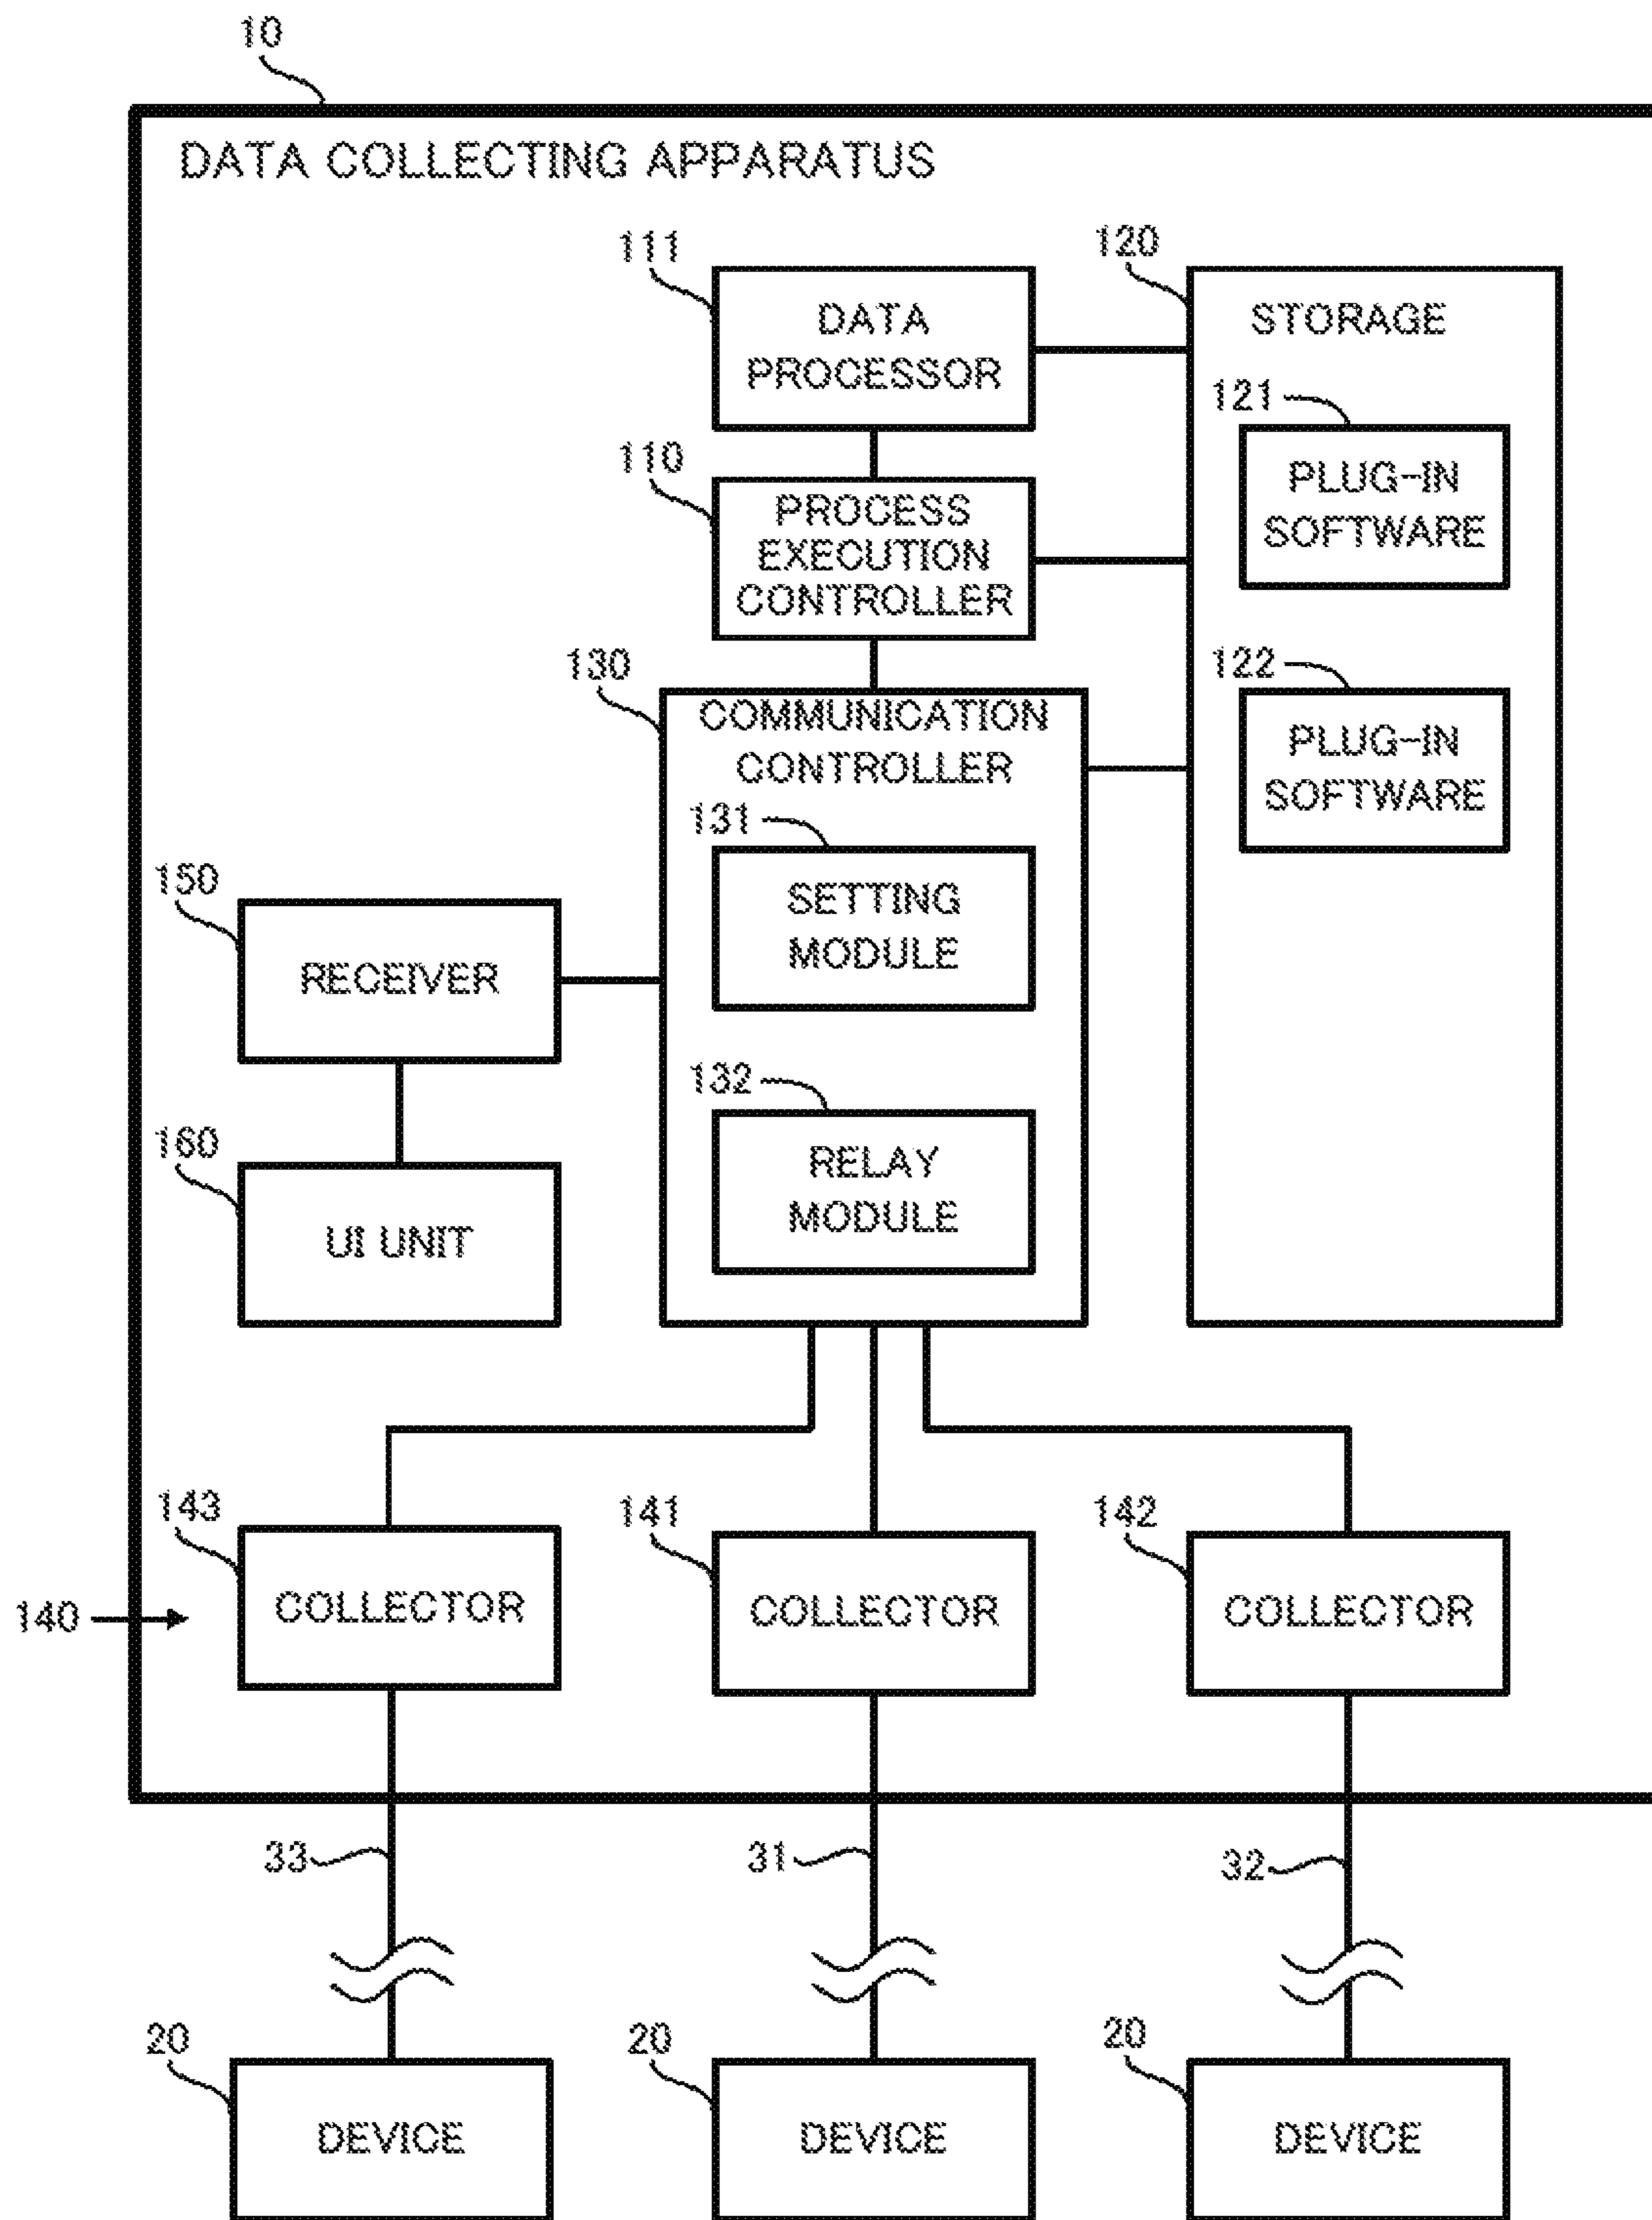 10
DATA COLLECTING APPARATUS
111
120
DATA
PROCESSOR
STORAGE
121
110
PLUG-IN
SOFTWARE
PROCESS
EXECUTION
CONTROLLER
130
122
COMMUNICATION
CONTROLLER
PLUG-IN
SOFTWARE
131
150
SETTING
MODULE
RECEIVER
132
160
RELAY
MODULE
UI UNIT
143
141
142
140
COLLECTOR
COLLECTOR
COLLECTOR
33
31
32
20
20
20
DEVICE
DEVICE
DEVICE